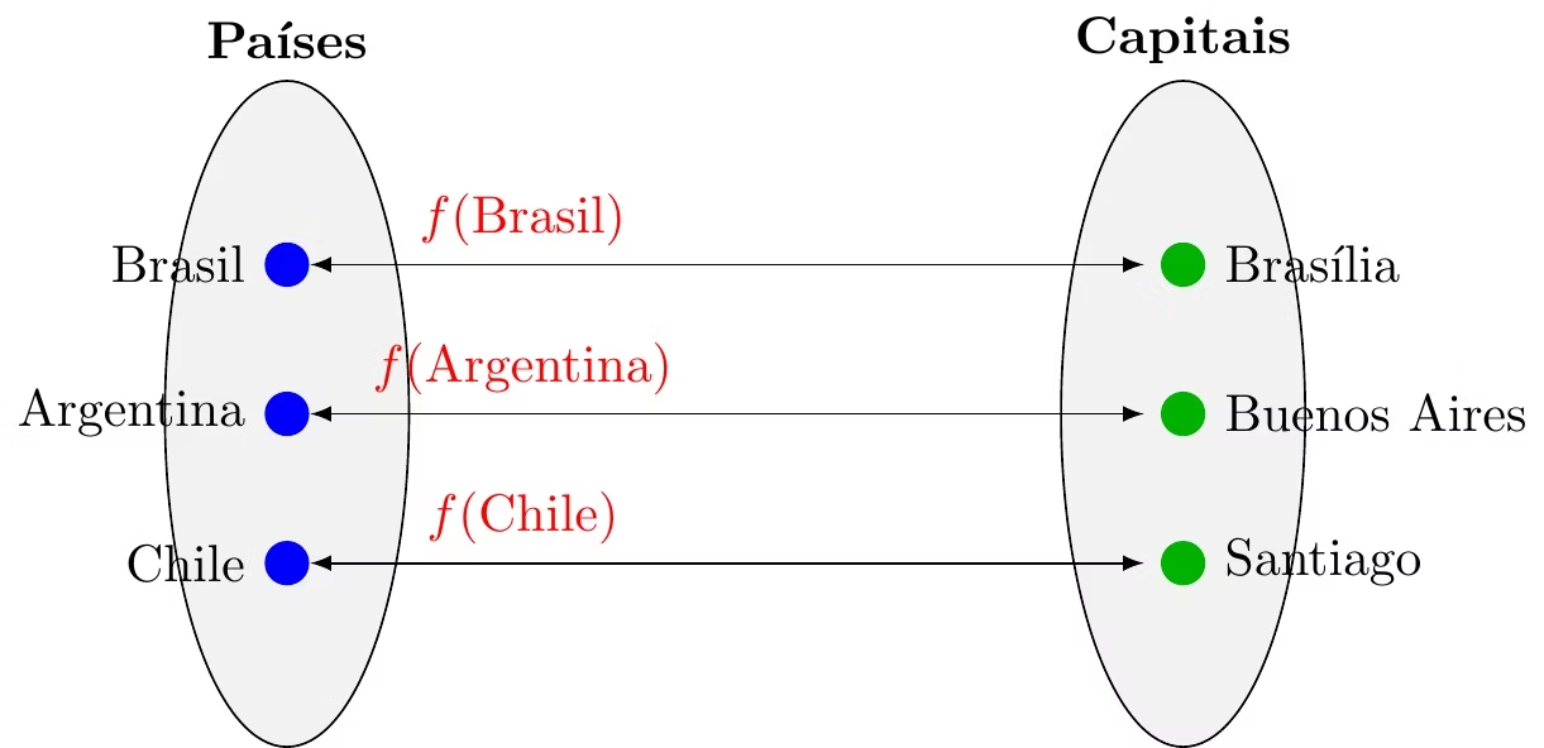 Países
Capitais
f(Brasil)
Brasil
Brasília
f(Argentina)
Argentina
Buenos Aires
f(Chile)
Chile
Santiago